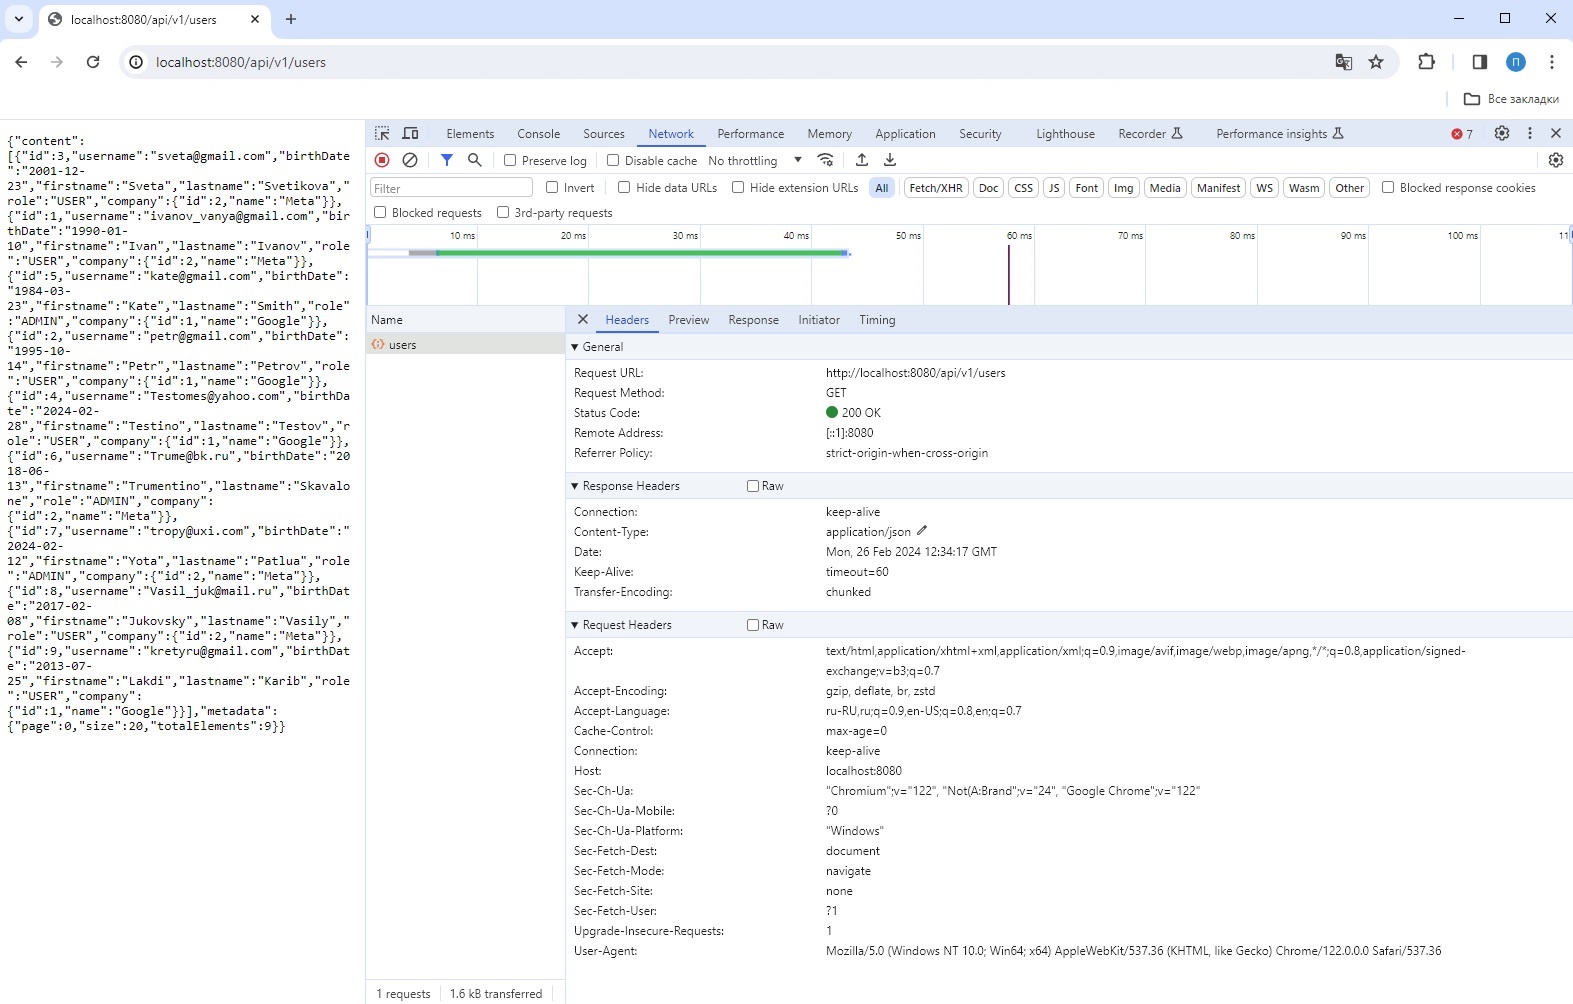 localhost:8080/api/v1/users
localhost:8080/api/v1/users
П
Все закладки
{"content":
[{"id":3,"username":"sveta@gmail.com","birthDate
":"2001-12-
23","firstname":"Sveta","lastname":"Svetikova","
role":"USER","company":{"id":2,"name":"Meta"}},
{"id":1,"username":"ivanov_vanya@gmail.com","bir
thDate":"1990-01-
10","firstname":"Ivan","lastname":"Ivanov","role
":"USER","company":{"id":2,"name":"Meta"}},
{"id":5,"username":"kate@gmail.com","birthDate":
"1984-03-
23","firstname":"Kate","lastname":"Smith","role"
:"ADMIN","company":{"id":1,"name":"Google"}},
{"id":2,"username":"petr@gmail.com","birthDate":
"1995-10-
14","firstname":"Petr","lastname":"Petrov","role
":"USER","company":{"id":1,"name":"Google"}},
{"id":4,"username":"Testomes@yahoo.com","birthDa
te":"2024-02-
28","firstname":"Testino","lastname":"Testov","r
ole":"USER","company":{"id":1,"name":"Google"}},
{"id":6,"username":"Trume@bk.ru","birthDate":"20
18-06-
13","firstname":"Trumentino","lastname":"Skavalo
ne","role":"ADMIN","company":
{"id":2,"name":"Meta"}},
{"id":7,"username":"tropy@uxi.com","birthDate":"
2024-02-
12","firstname":"Yota","lastname":"Patlua","role
":"ADMIN","company":{"id":2,"name":"Meta"}},
{"id":8,"username":"Vasil_juk@mail.ru","birthDat
e":"2017-02-
08","firstname":"Jukovsky","lastname":"Vasily","
role":"USER","company":{"id":2,"name":"Meta"}},
{"id":9,"username":"kretyru@gmail.com","birthDat
e":"2013-07-
25","firstname":"Lakdi","lastname":"Karib","role
":"USER","company":
{"id":1,"name":"Google"}}],"metadata":
{"page":0,"size":20,"totalElements":9}}
Elements Console Sources Network Performance Memory Application Security Lighthouse Recorder Performance insights 7
Preserve log Disable cache No throttling
Filter Invert Hide data URLs Hide extension URLs All Fetch/XHR Doc CSS JS Font Img Media Manifest WS Wasm Other Blocked response cookies
Blocked requests 3rd-party requests
10 ms 20 ms 30 ms 40 ms 50 ms 60 ms 70 ms 80 ms 90 ms 100 ms 11
Name
users
Headers Preview Response Initiator Timing
General
Request URL: http://localhost:8080/api/v1/users
Request Method: GET
Status Code: 200 OK
Remote Address: [::1]:8080
Referrer Policy: strict-origin-when-cross-origin
Response Headers Raw
Connection: keep-alive
Content-Type: application/json
Date: Mon, 26 Feb 2024 12:34:17 GMT
Keep-Alive: timeout=60
Transfer-Encoding: chunked
Request Headers Raw
Accept: text/html,application/xhtml+xml,application/xml;q=0.9,image/avif,image/webp,image/apng,*/*;q=0.8,application/signed-
exchange;v=b3;q=0.7
Accept-Encoding: gzip, deflate, br, zstd
Accept-Language: ru-RU,ru;q=0.9,en-US;q=0.8,en;q=0.7
Cache-Control: max-age=0
Connection: keep-alive
Host: localhost:8080
Sec-Ch-Ua: "Chromium";v="122", "Not(A:Brand";v="24", "Google Chrome";v="122"
Sec-Ch-Ua-Mobile: ?0
Sec-Ch-Ua-Platform: "Windows"
Sec-Fetch-Dest: document
Sec-Fetch-Mode: navigate
Sec-Fetch-Site: none
Sec-Fetch-User: ?1
Upgrade-Insecure-Requests: 1
User-Agent: Mozilla/5.0 (Windows NT 10.0; Win64; x64) AppleWebKit/537.36 (KHTML, like Gecko) Chrome/122.0.0.0 Safari/537.36
1 requests 1.6 kB transferred